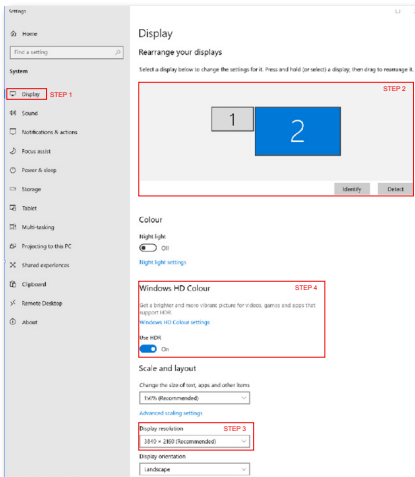 Settings
Home
Find a setting
System
Display STEP 1
Sound
Notifications & actions
Focus assist
Power & sleep
Storage
Tablet
Multi-tasking
Projecting to this PC
Shared experiences
Clipboard
Remote Desktop
About
Display
Rearrange your displays
Select a display below to change the settings for it. Press and hold (or select) a display, then drag to rearrange it.
STEP 2
1
2
Identify Detect
Colour
Night light
Off
Night light settings
Windows HD Colour STEP 4
Get a brighter and more vibrant picture for videos, games and apps that
support HDR.
Windows HD Colour settings
Use HDR
On
Scale and layout
Change the size of text, apps and other items
(Recommended)
Advanced scaling settings
Display resolution STEP 3
3840 × 2160 (Recommended)
Display orientation
Landscape